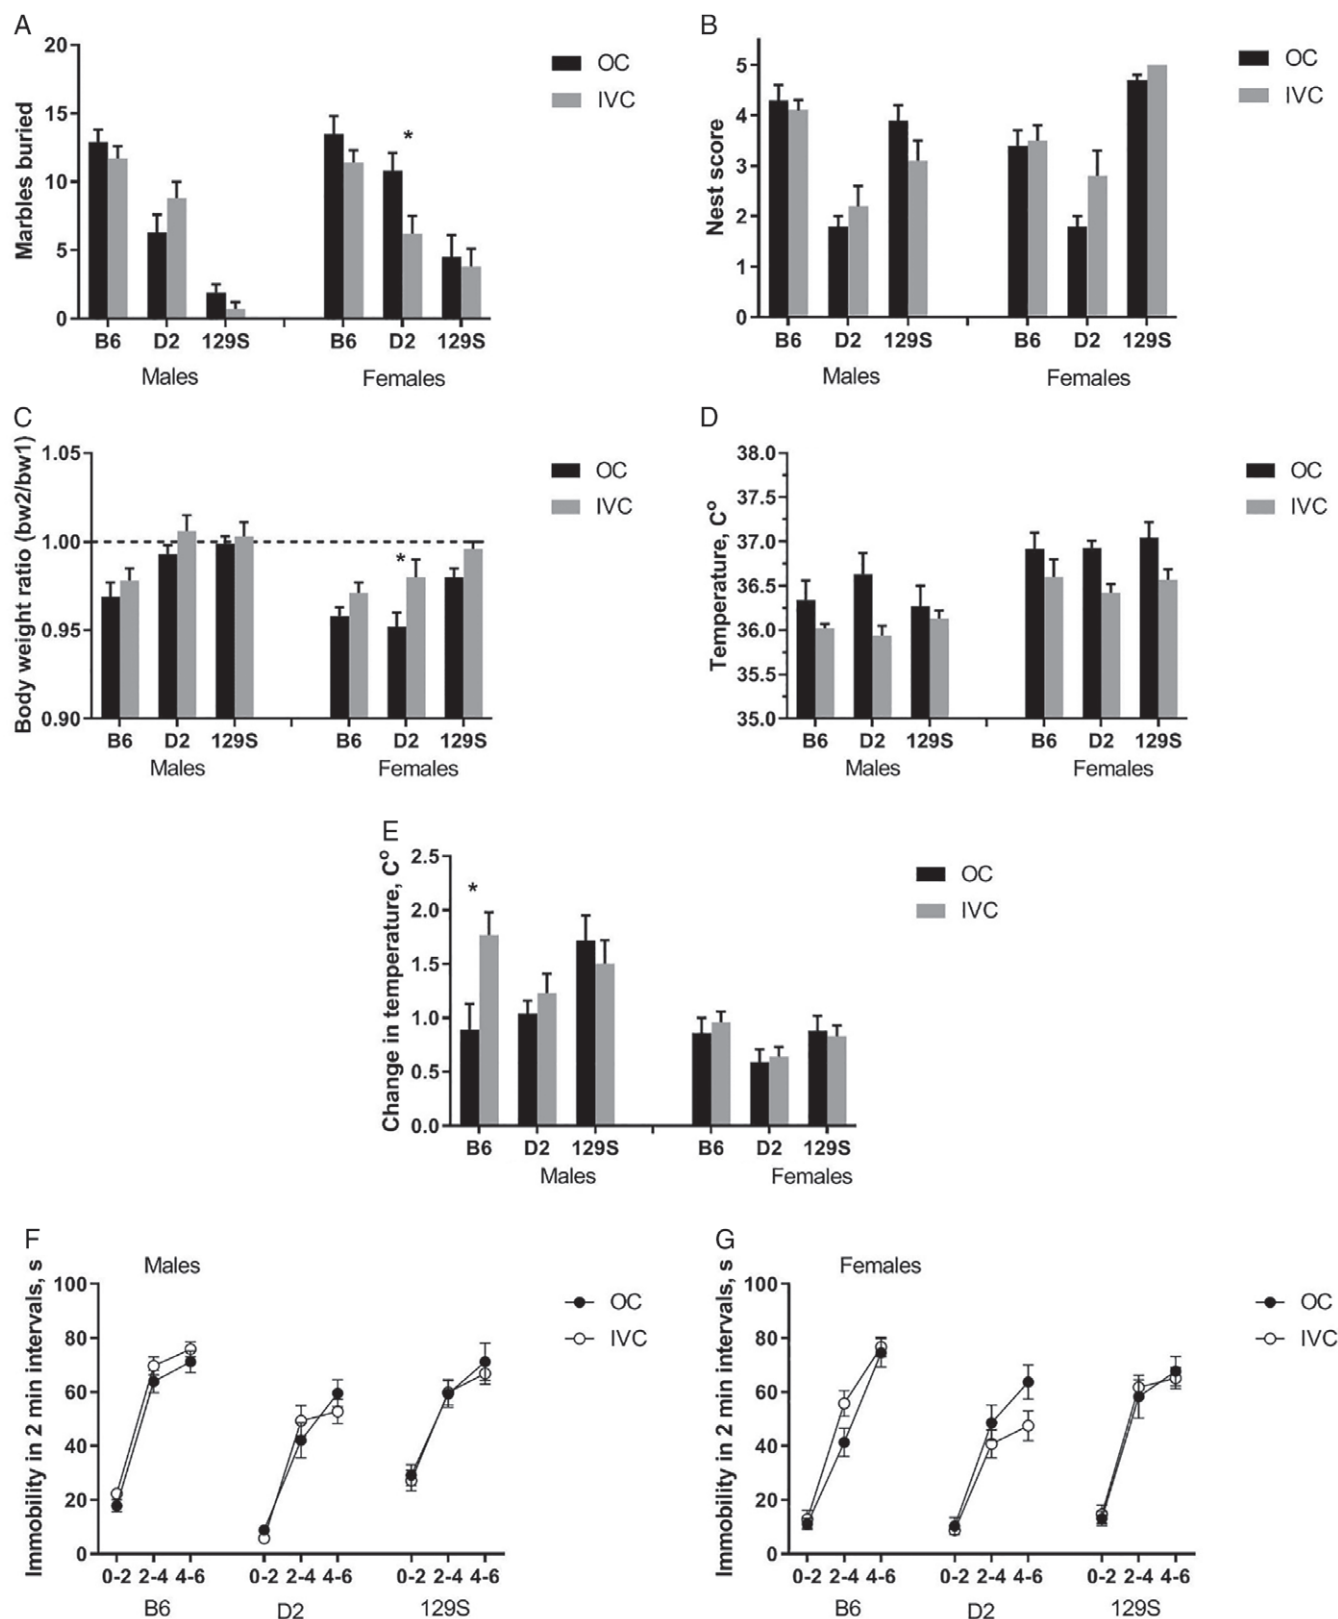 A
Marbles buried
20
15
10
5
0
*
OC
IVC
B6 D2 129S B6 D2 129S
Males Females
B
Nest score
5
4
3
2
1
0
OC
IVC
B6 D2 129S B6 D2 129S
Males Females
C
Body weight ratio (bw2/bw1)
1.05
1.00
0.95
0.90
*
OC
IVC
B6 D2 129S B6 D2 129S
Males Females
D
Temperature, C°
38.0
37.5
37.0
36.5
36.0
35.5
35.0
OC
IVC
B6 D2 129S B6 D2 129S
Males Females
E
Change in temperature, C°
2.5
2.0
1.5
1.0
0.5
0.0
*
OC
IVC
B6 D2 129S B6 D2 129S
Males Females
F
Males
Immobility in 2 min intervals, s
100
80
60
40
20
0
OC
IVC
0-2 2-4 4-6 0-2 2-4 4-6 0-2 2-4 4-6
B6 D2 129S
G
Females
Immobility in 2 min intervals, s
100
80
60
40
20
0
OC
IVC
0-2 2-4 4-6 0-2 2-4 4-6 0-2 2-4 4-6
B6 D2 129S